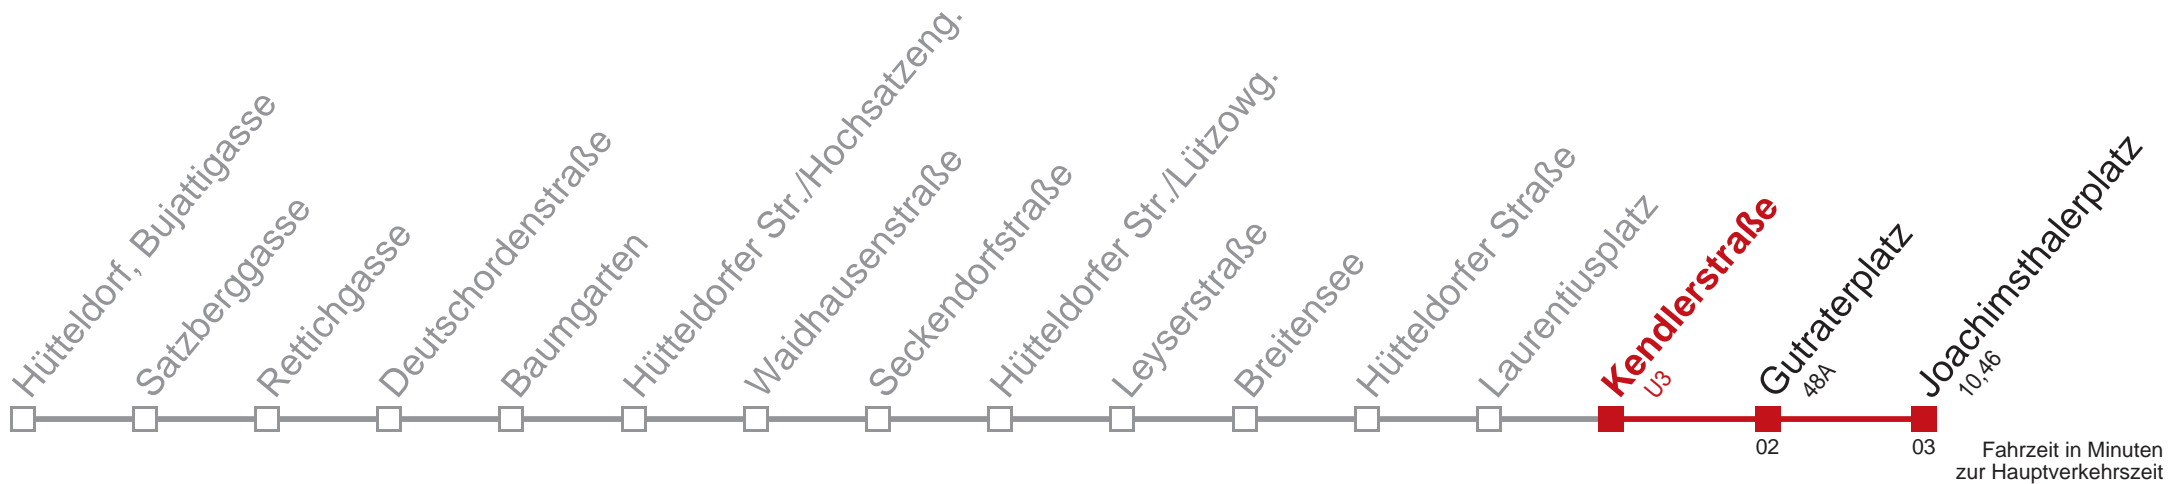 Hütteldorf, Bujattigasse
Satzberggasse
Rettichgasse
Deutschordenstraße
Baumgarten
Hütteldorfer Str./Hochsatzeng.
Waidhausenstraße
Seckendorfstraße
Hütteldorfer Str./Lützowg.
Leyserstraße
Breitensee
Hütteldorfer Straße
Laurentiusplatz
Kendlerstraße
U3
Gutraterplatz
48A
Joachimsthalerplatz
10,46
02
03
Fahrzeit in Minuten
zur Hauptverkehrszeit